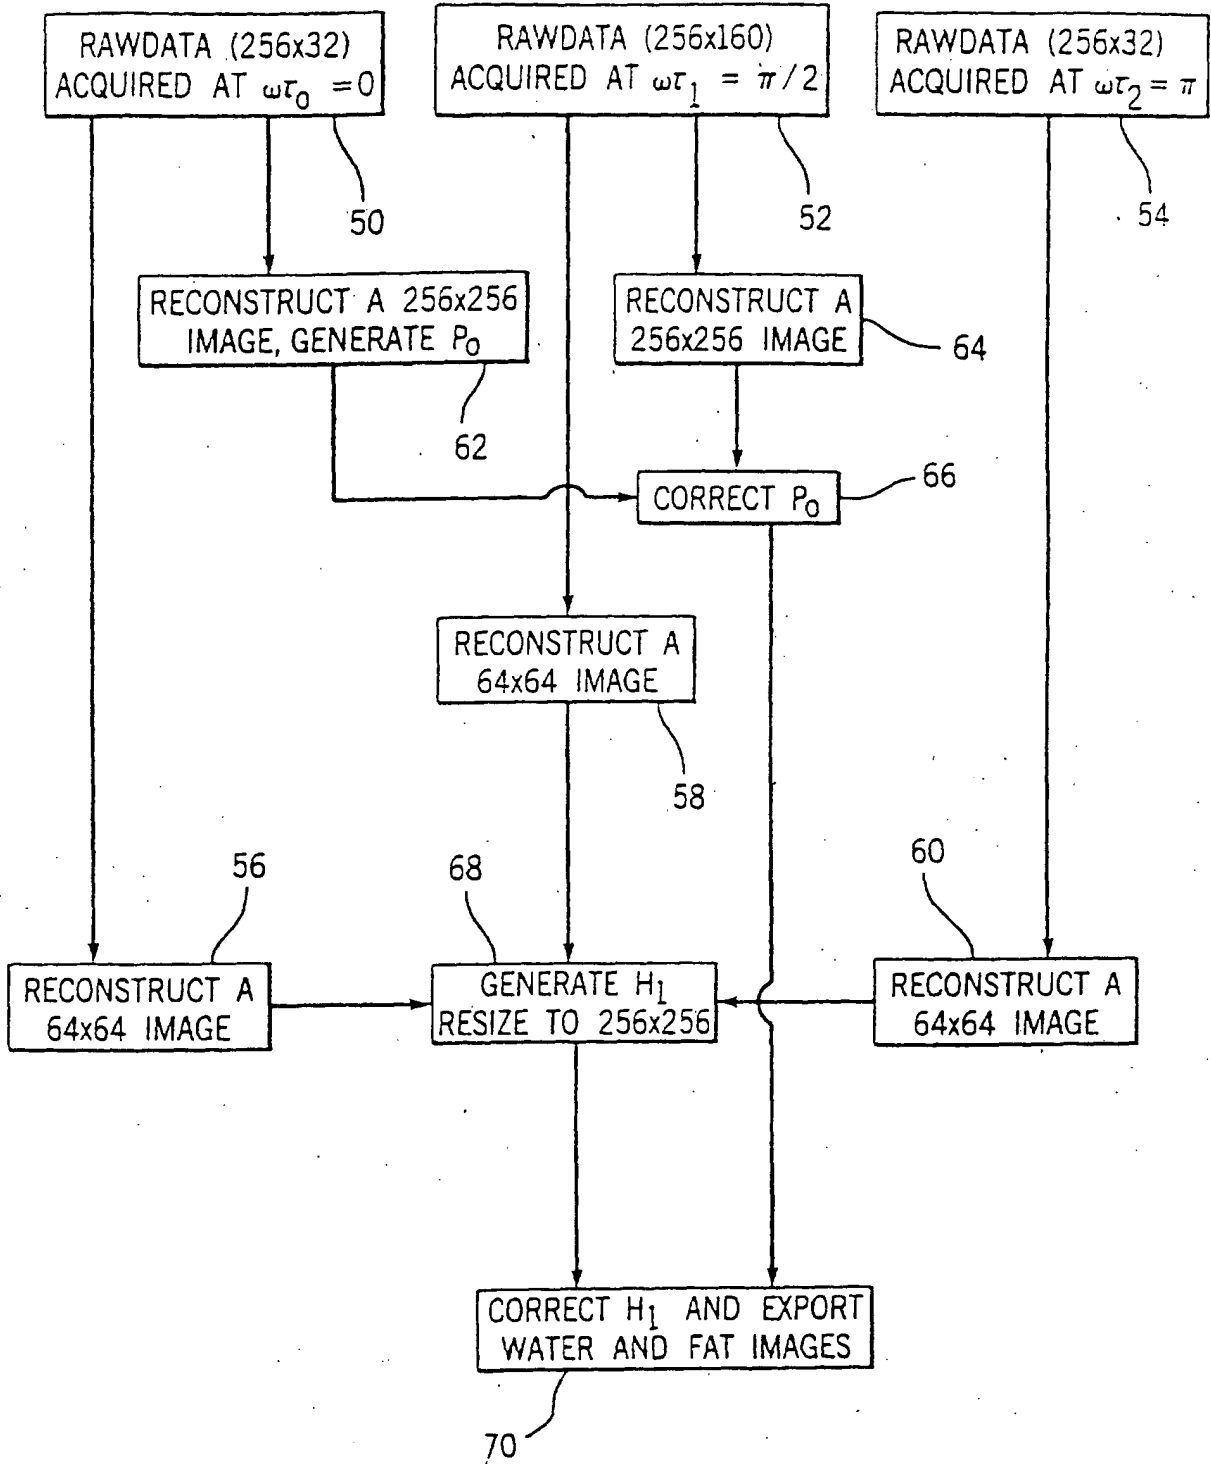 RAWDATA (256x32)
ACQUIRED AT ωτ₀ = 0
RAWDATA (256x160)
ACQUIRED AT ωτ₁ = π/2
RAWDATA (256x32)
ACQUIRED AT ωτ₂ = π
50
52
54
RECONSTRUCT A 256x256
IMAGE, GENERATE P₀
RECONSTRUCT A
256x256 IMAGE
64
62
66
CORRECT P₀
RECONSTRUCT A
64x64 IMAGE
58
56
68
60
RECONSTRUCT A
64x64 IMAGE
GENERATE H₁
RESIZE TO 256x256
RECONSTRUCT A
64x64 IMAGE
CORRECT H₁ AND EXPORT
WATER AND FAT IMAGES
70